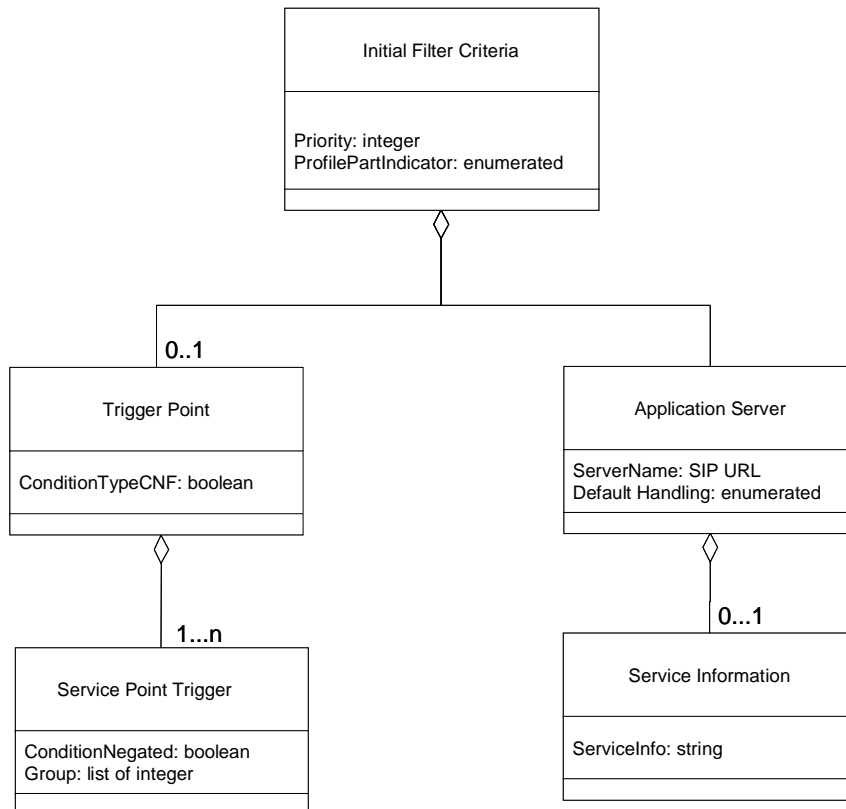 Initial Filter Criteria
Priority: integer
ProfilePartIndicator: enumerated
0..1
Trigger Point
ConditionTypeCNF: boolean
Application Server
ServerName: SIP URL
Default Handling: enumerated
1...n
0...1
Service Point Trigger
ConditionNegated: boolean
Group: list of integer
Service Information
ServiceInfo: string